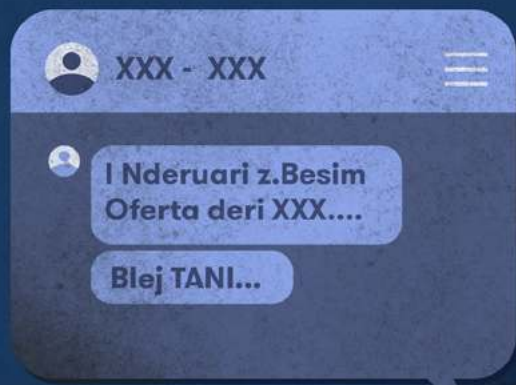 XXX - XXX
I Nderuari z.Besim
Oferta deri XXX....
Blej TANI...